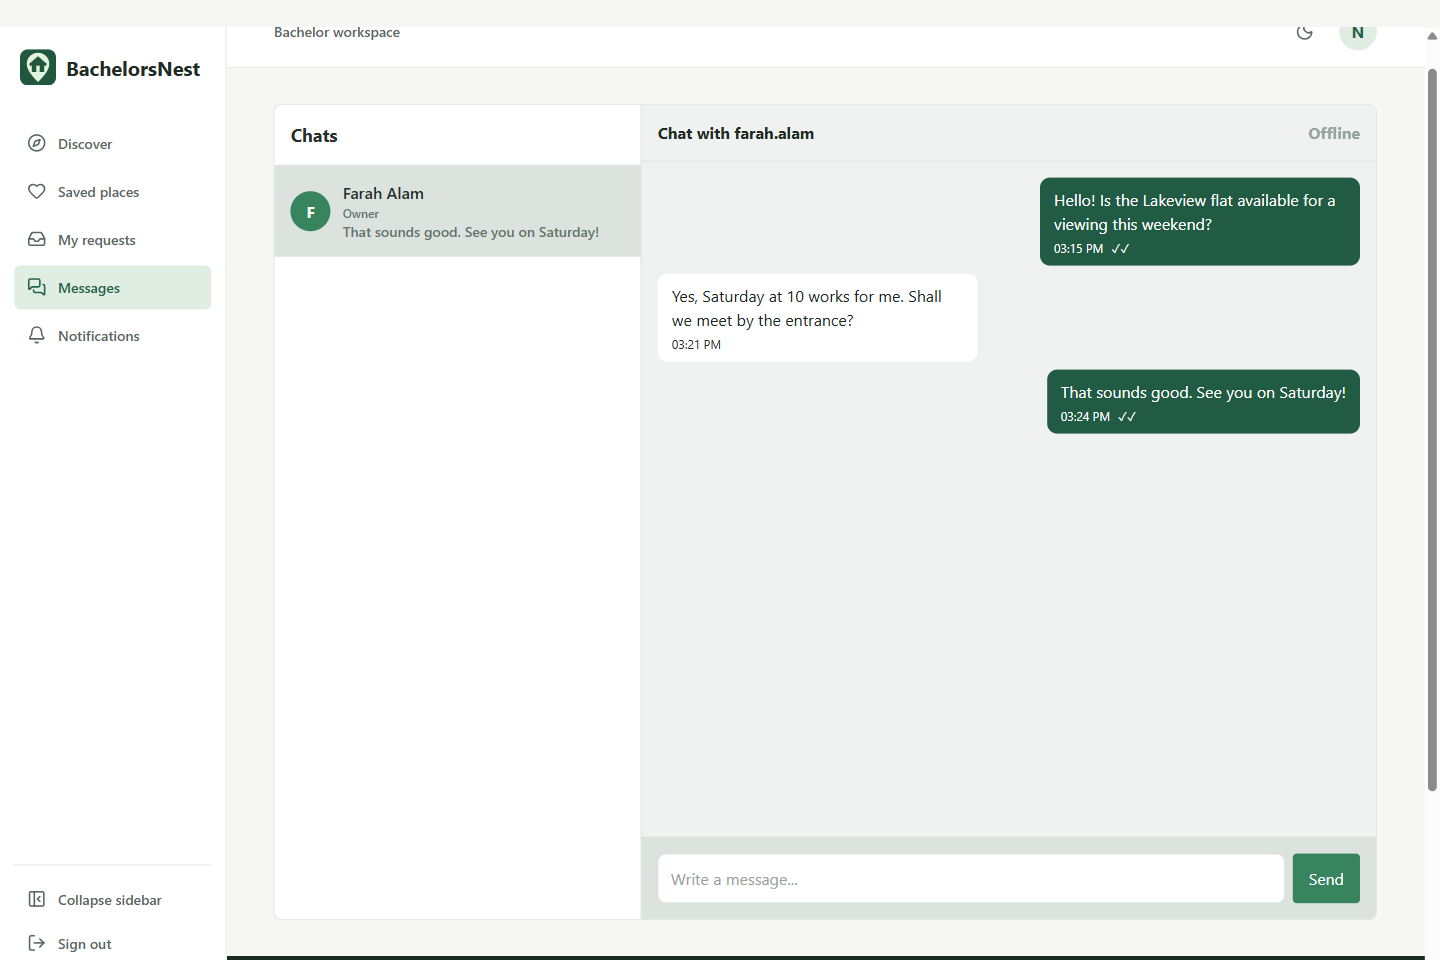 Bachelor workspace
N
BachelorsNest
Discover
Saved places
My requests
Messages
Notifications
Collapse sidebar
Sign out
Chats
F
Farah Alam
Owner
That sounds good. See you on Saturday!
Chat with farah.alam
Offline
Hello! Is the Lakeview flat available for a
viewing this weekend?
03:15 PM ✓✓
Yes, Saturday at 10 works for me. Shall
we meet by the entrance?
03:21 PM
That sounds good. See you on Saturday!
03:24 PM ✓✓
Write a message...
Send